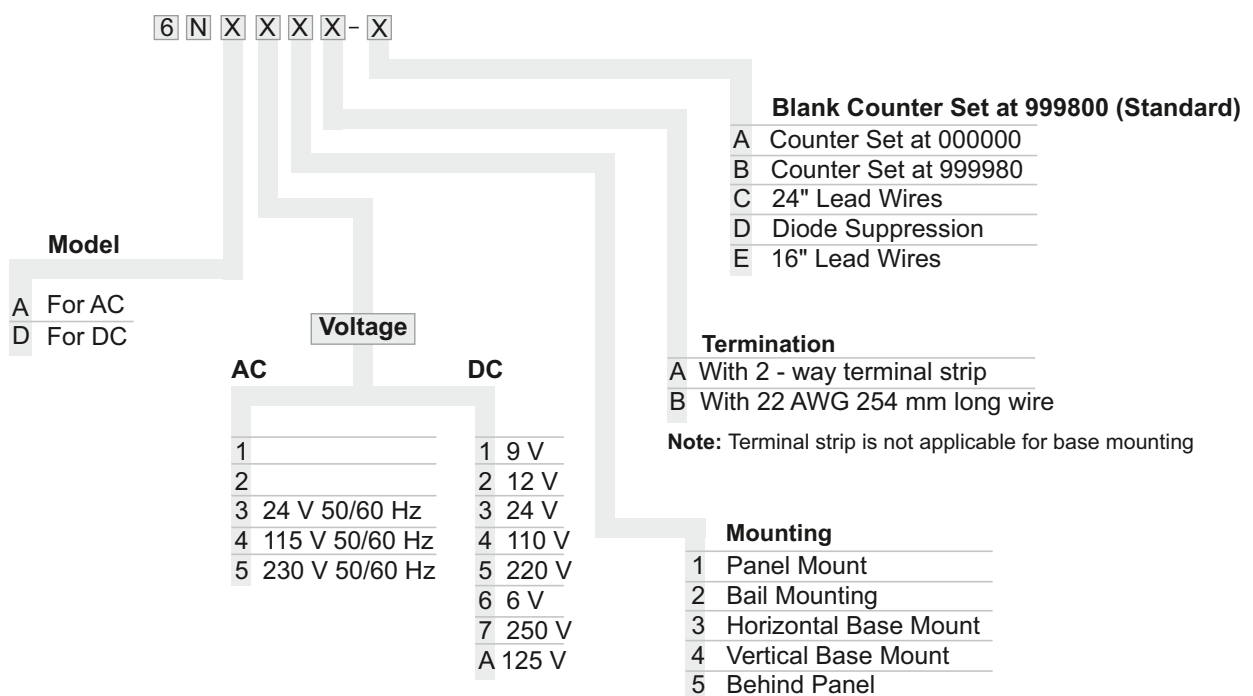 6 N X X X X - X
Blank Counter Set at 999800 (Standard)
A Counter Set at 000000
B Counter Set at 999980
C 24" Lead Wires
D Diode Suppression
E 16" Lead Wires
Model
A For AC
D For DC
Voltage
AC
1
2
3 24 V 50/60 Hz
4 115 V 50/60 Hz
5 230 V 50/60 Hz
DC
1 9 V
2 12 V
3 24 V
4 110 V
5 220 V
6 6 V
7 250 V
A 125 V
Termination
A With 2 - way terminal strip
B With 22 AWG 254 mm long wire
Note: Terminal strip is not applicable for base mounting
Mounting
1 Panel Mount
2 Bail Mounting
3 Horizontal Base Mount
4 Vertical Base Mount
5 Behind Panel